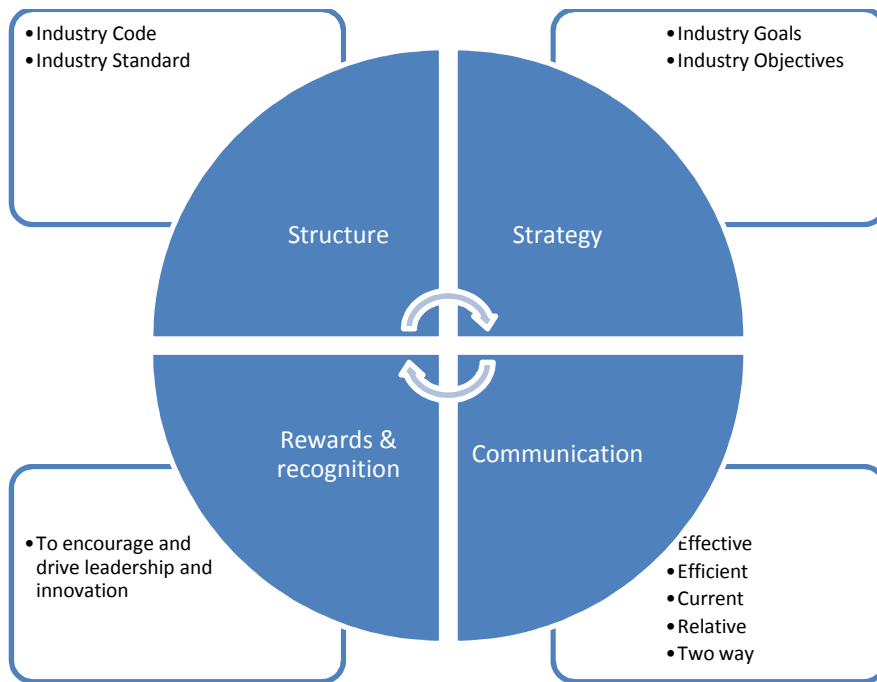 • Industry Code
• Industry Standard
• Industry Goals
• Industry Objectives
Structure
Strategy
Rewards &
recognition
Communication
• To encourage and
drive leadership and
innovation
Effective
• Efficient
• Current
• Relative
• Two way